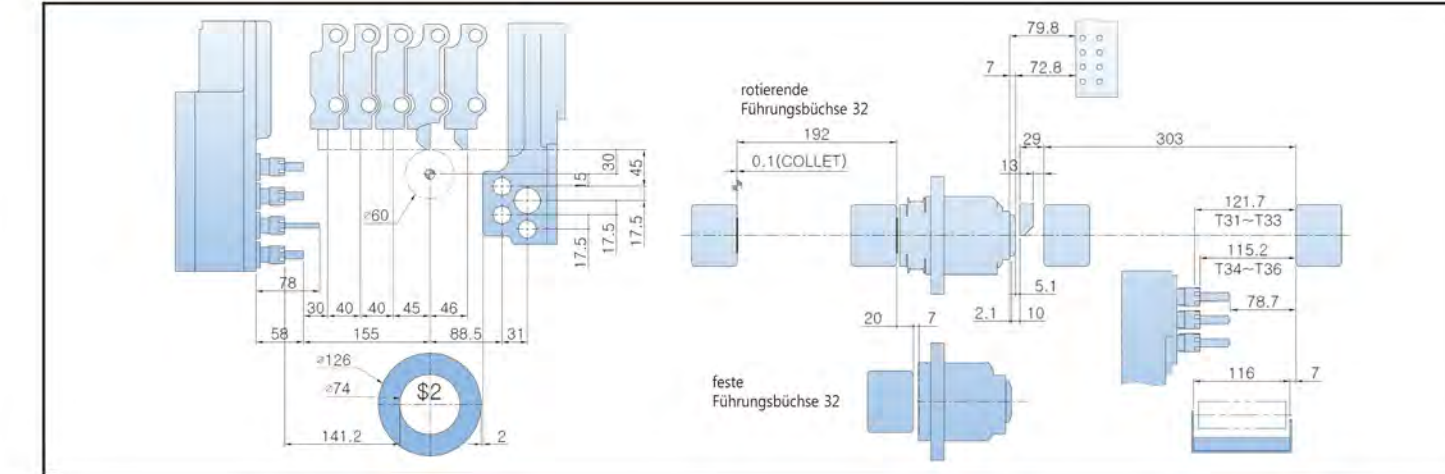 30
45
15
⌀60
17.5
17.5
17.5
78
30 40 40 45 46
58 155 88.5 31
⌀126
⌀74
$2
141.2
2
79.8
7 72.8
rotierende
Führungsbüchse 32
192
29 303
0.1(COLLET)
13
121.7
T31~T33
115.2
T34~T36
5.1
78.7
2.1 10
20 7
116 7
feste
Führungsbüchse 32